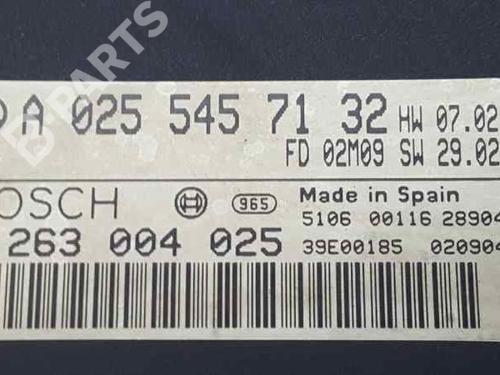 A 025 545 71 32 HW 07.02
FD 02M09 SW 29.02
OSCH 965 Made in Spain
5106 00116 28904
263 004 025 39E00185 020904
B PARTS